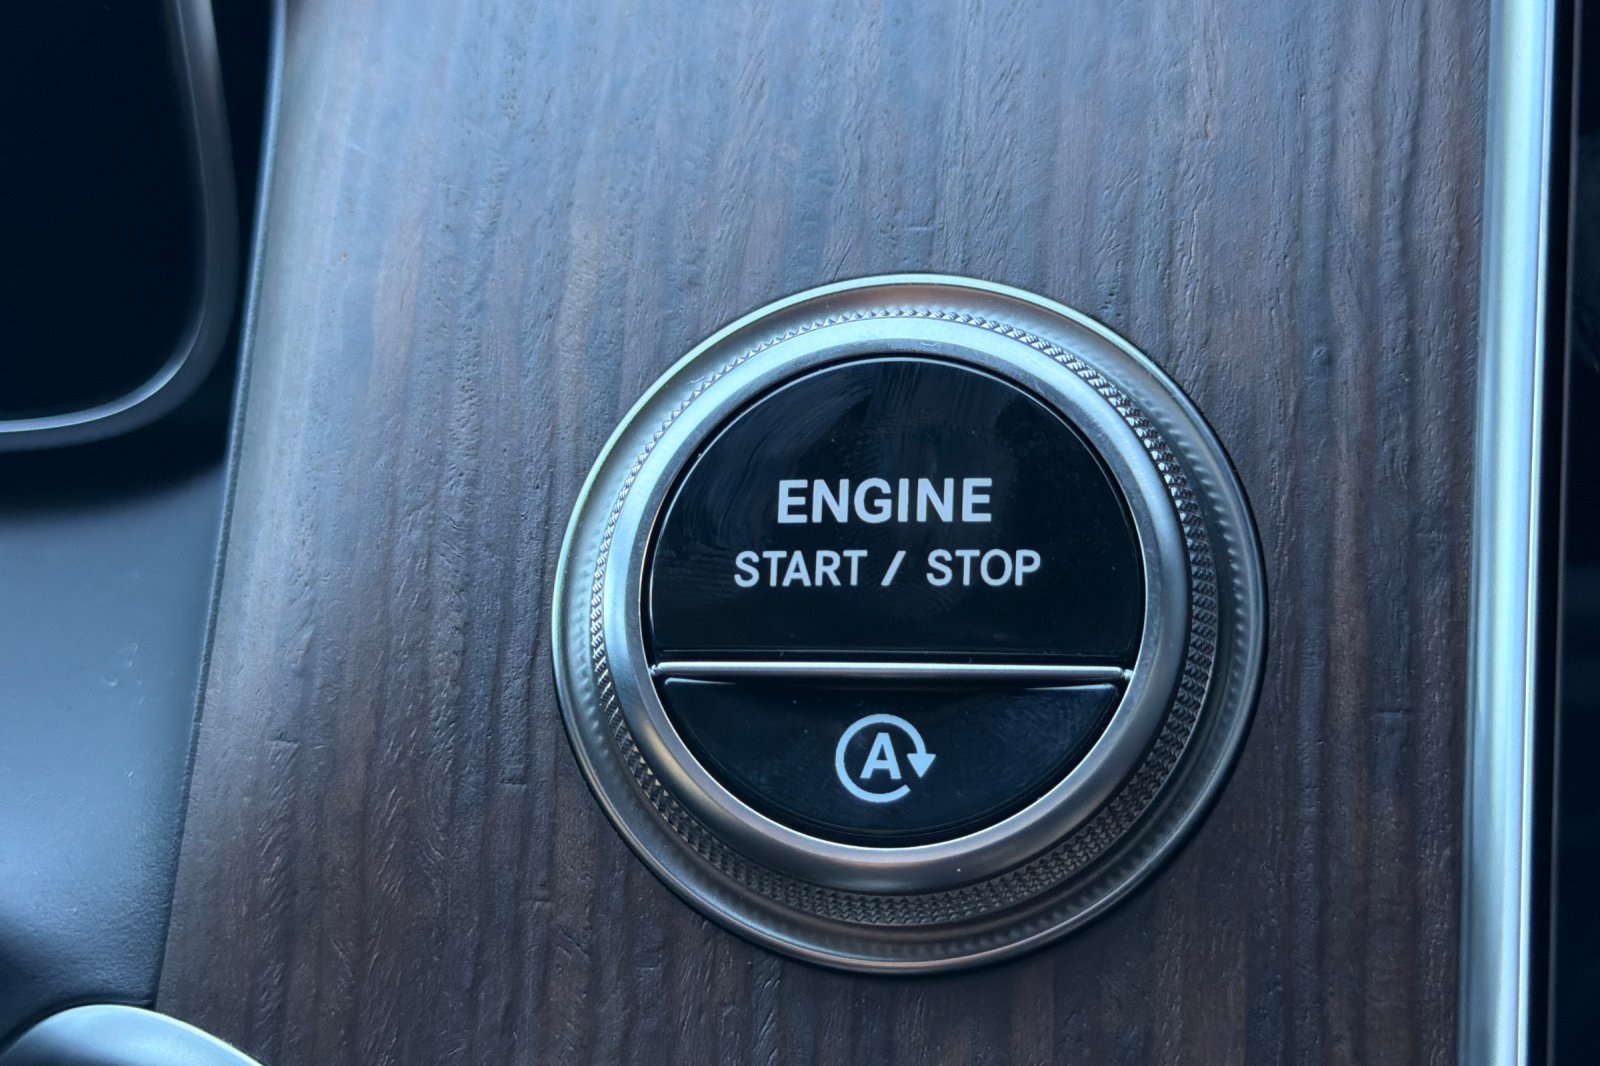 ENGINE
START / STOP
A